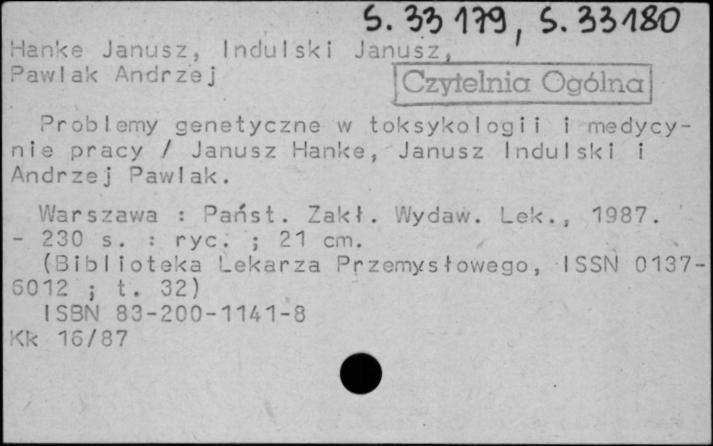 S. 33 179, S. 33180
Hanke Janusz, Indulski Janusz,
Pawlak Andrzej
Czytelnia Ogólna
Problemy genetyczne w toksykologii i medycy-
nie pracy / Janusz Hanke, Janusz Indulski i
Andrzej Pawlak.
Warszawa : Państ. Zakł. Wydaw. Lek., 1987.
- 230 s. : ryc. ; 21 cm.
(Biblioteka Lekarza Przemysłowego, ISSN 0137-
6012 ; t. 32)
ISBN 83-200-1141-8
Kk 16/87